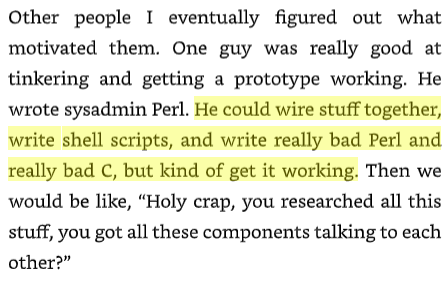 Other people I eventually figured out what
motivated them. One guy was really good at
tinkering and getting a prototype working. He
wrote sysadmin Perl. He could wire stuff together,
write shell scripts, and write really bad Perl and
really bad C, but kind of get it working. Then we
would be like, “Holy crap, you researched all this
stuff, you got all these components talking to each
other?”